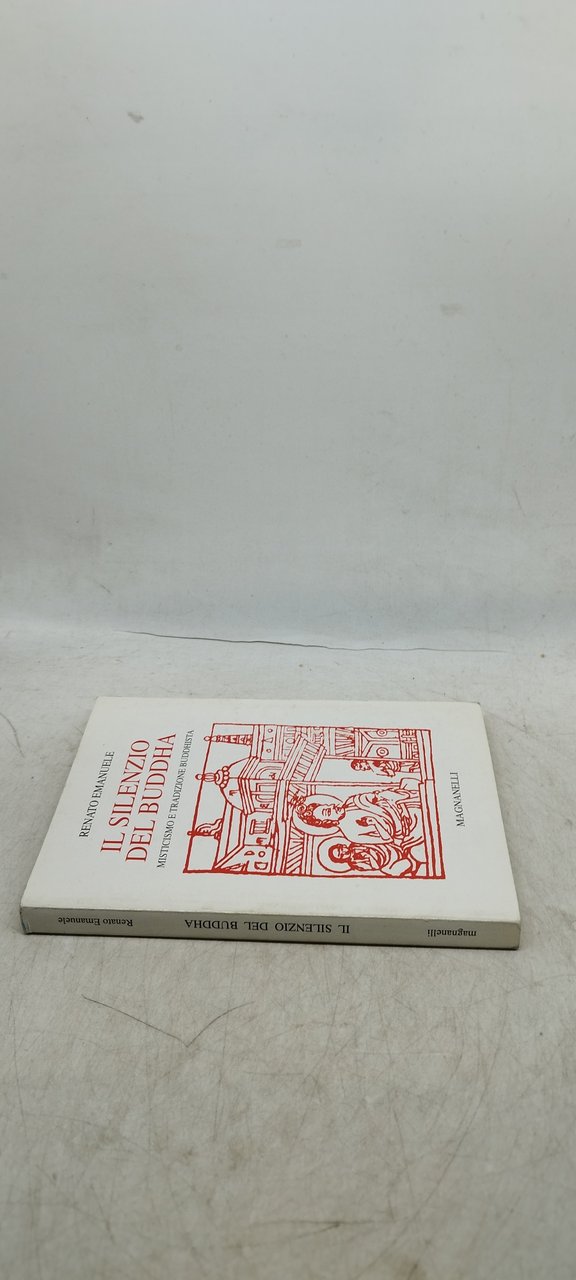 RENATO EMANUELE
IL SILENZIO
DEL BUDDHA
MISTICISMO E TRADIZIONE BUDDHISTA
MAGNANELLI
Renato Emanuele
IL SILENZIO DEL BUDDHA
magnanelli